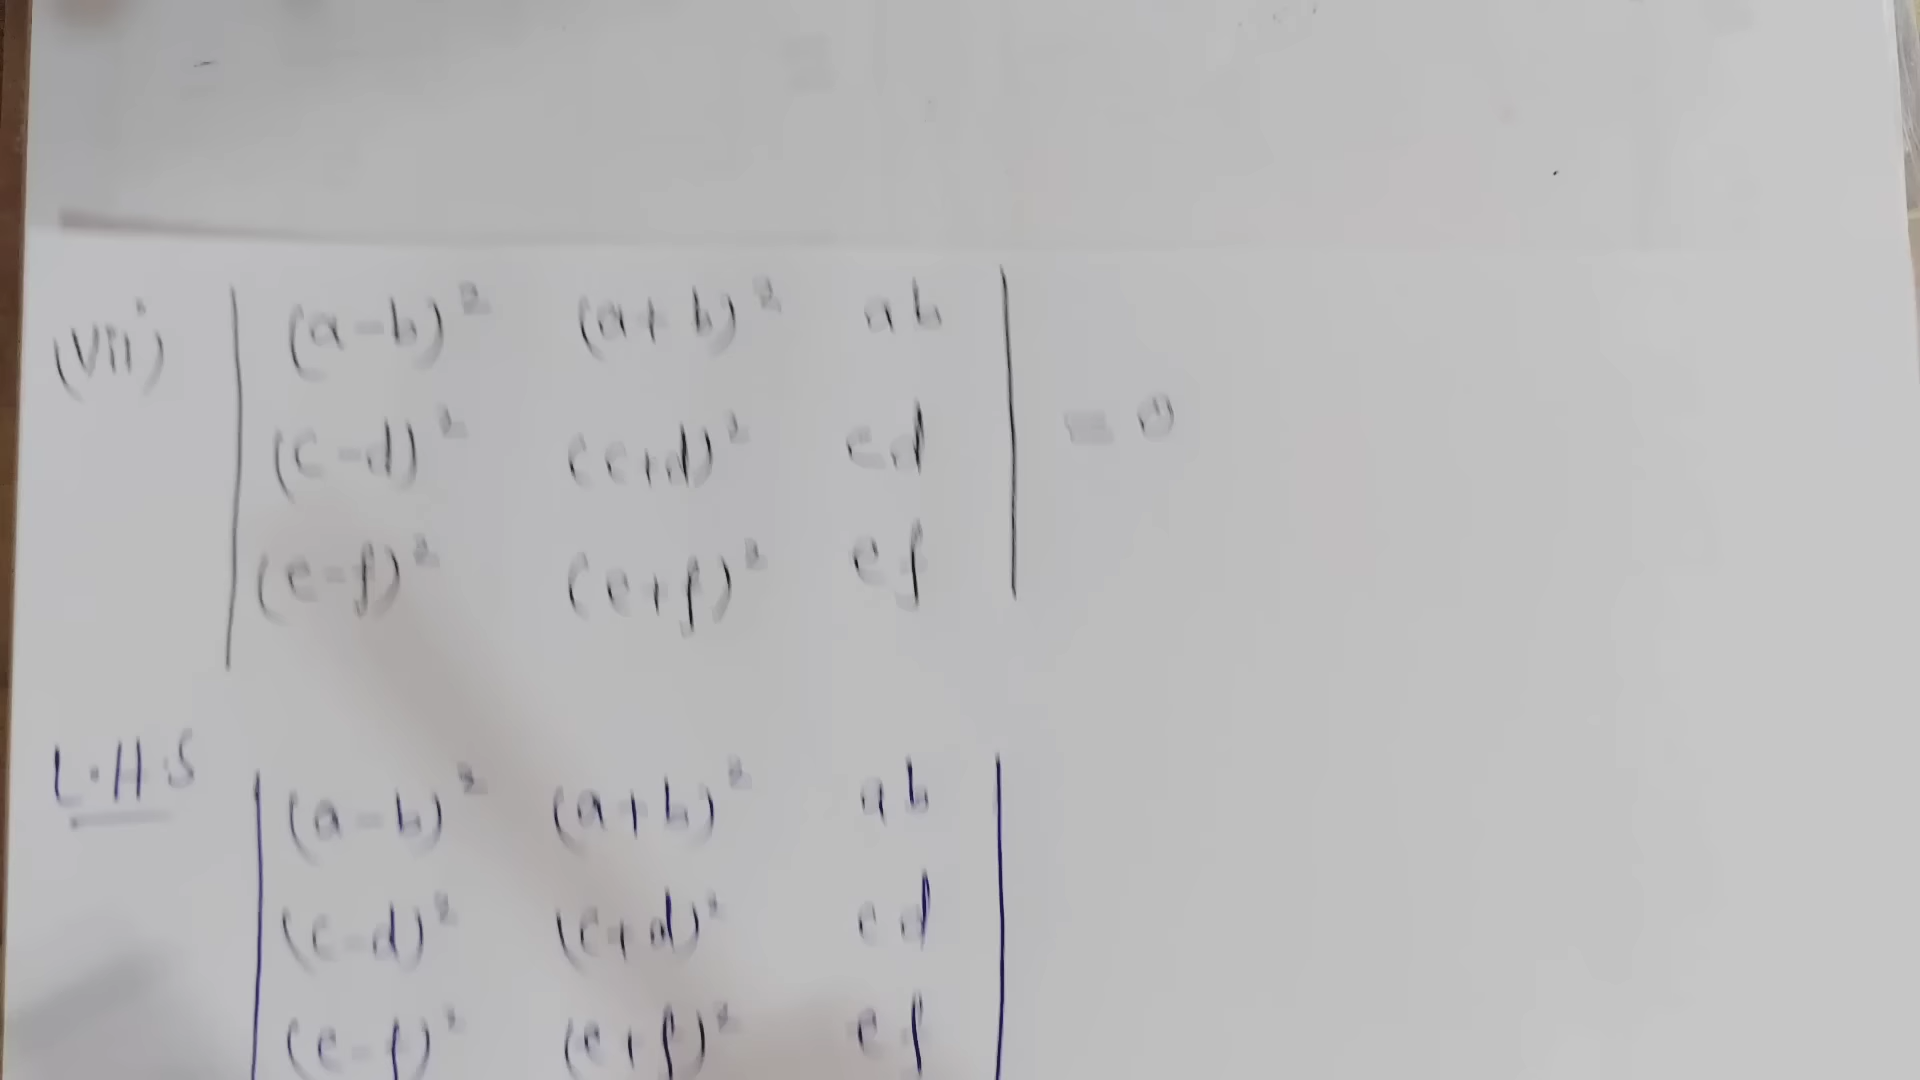 (vii) | (a-b)² (a+b)² ab |
| (c-d)² (c+d)² cd | = 0
| (e-f)² (e+f)² ef |
L.H.S | (a-b)² (a+b)² ab |
| (c-d)² (c+d)² cd |
| (e-f)² (e+f)² ef |